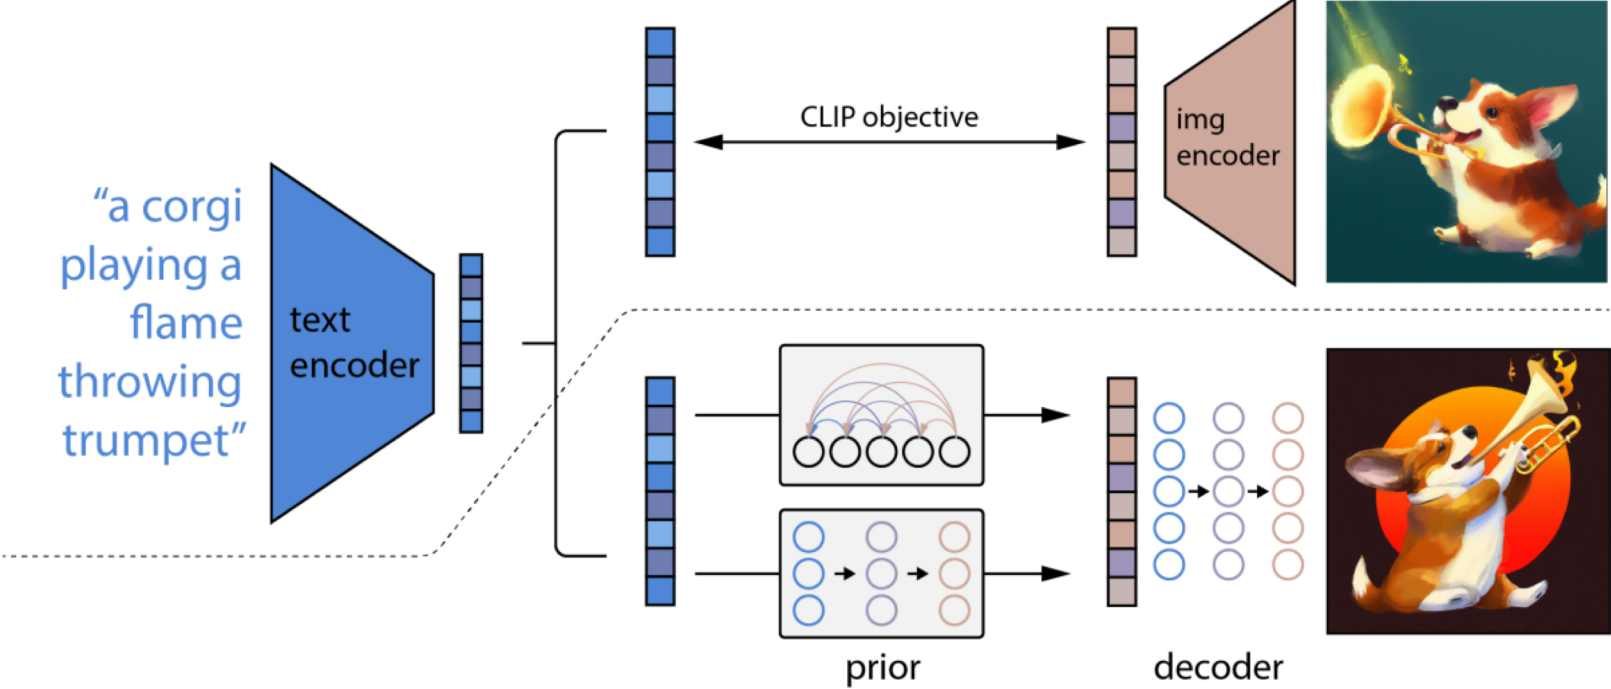 “a corgi
playing a
flame
throwing
trumpet”
text
encoder
CLIP objective
img
encoder
prior
decoder